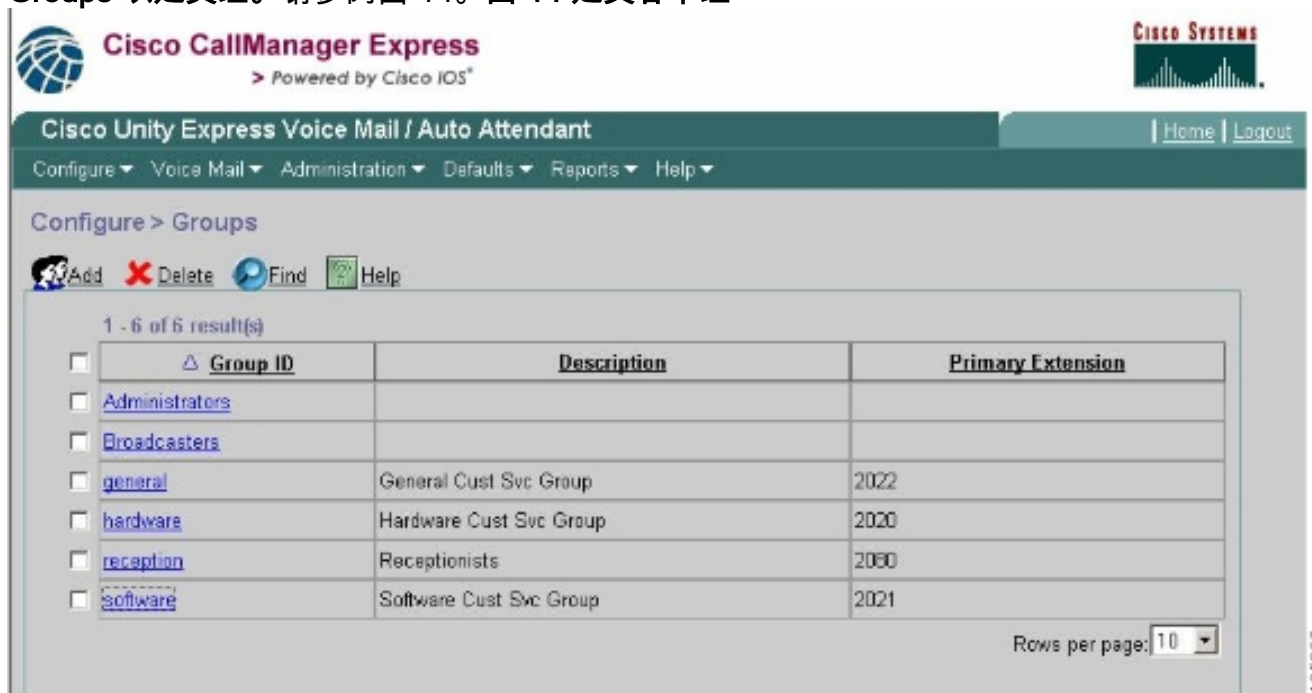 Cisco CallManager Express
> Powered by Cisco IOS®
CISCO SYSTEMS
Cisco Unity Express Voice Mail / Auto Attendant
| Home | Logout
Configure Voice Mail Administration Defaults Reports Help
Configure > Groups
Add Delete Find Help
1 - 6 of 6 result(s)
Group ID Description Primary Extension
Administrators
Broadcasters
general General Cust Svc Group 2022
hardware Hardware Cust Svc Group 2020
reception Receptionists 2080
software Software Cust Svc Group 2021
Rows per page: 10